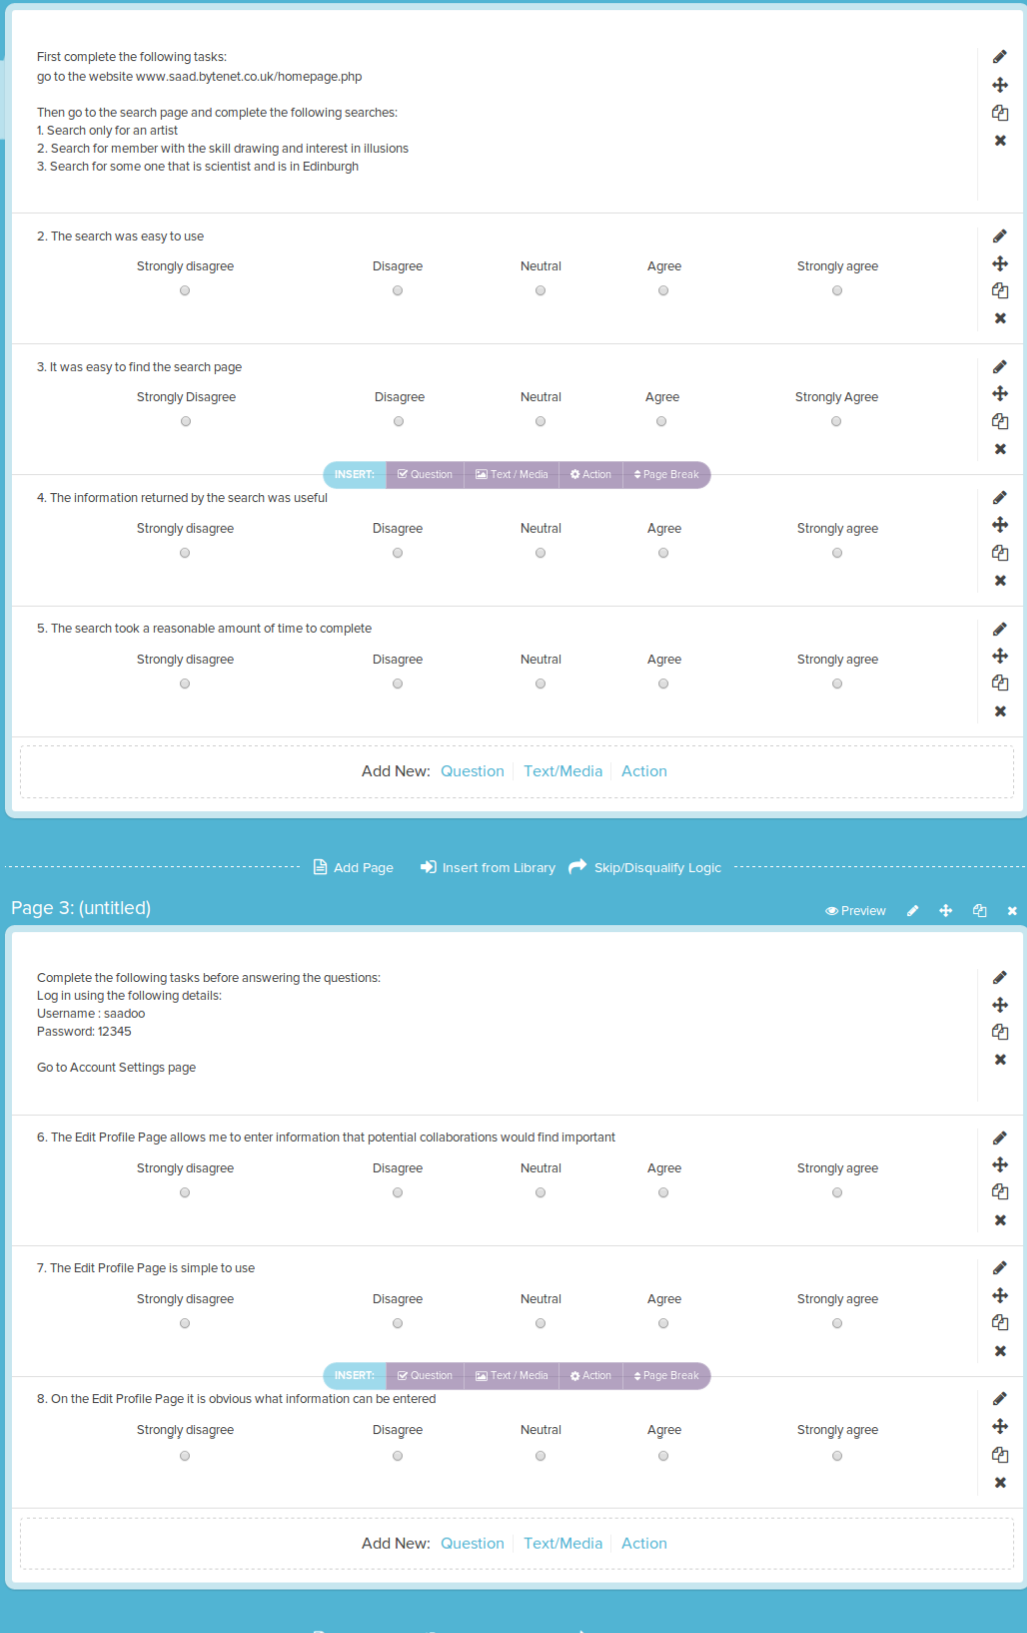 First complete the following tasks:
go to the website www.saad.bytenet.co.uk/homepage.php
Then go to the search page and complete the following searches:
1. Search only for an artist
2. Search for member with the skill drawing and interest in illusions
3. Search for some one that is scientist and is in Edinburgh
2. The search was easy to use
Strongly disagree Disagree Neutral Agree Strongly agree
3. It was easy to find the search page
Strongly Disagree Disagree Neutral Agree Strongly Agree
INSERT: Question Text / Media Action Page Break
4. The information returned by the search was useful
Strongly disagree Disagree Neutral Agree Strongly agree
5. The search took a reasonable amount of time to complete
Strongly disagree Disagree Neutral Agree Strongly agree
Add New: Question Text/Media Action
Add Page Insert from Library Skip/Disqualify Logic
Page 3: (untitled) Preview
Complete the following tasks before answering the questions:
Log in using the following details:
Username : saadoo
Password: 12345
Go to Account Settings page
6. The Edit Profile Page allows me to enter information that potential collaborations would find important
Strongly disagree Disagree Neutral Agree Strongly agree
7. The Edit Profile Page is simple to use
Strongly disagree Disagree Neutral Agree Strongly agree
INSERT: Question Text / Media Action Page Break
8. On the Edit Profile Page it is obvious what information can be entered
Strongly disagree Disagree Neutral Agree Strongly agree
Add New: Question Text/Media Action